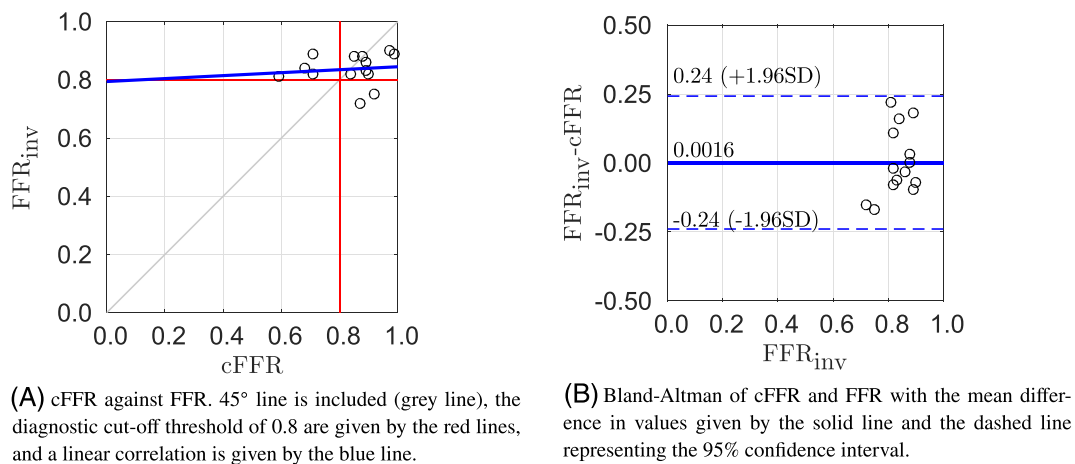 1.0
0.8
0.6
0.4
0.2
0.0
FFRinv
0.0 0.2 0.4 0.6 0.8 1.0
cFFR
(A) cFFR against FFR. 45° line is included (grey line), the
diagnostic cut-off threshold of 0.8 are given by the red lines,
and a linear correlation is given by the blue line.
0.50
0.25
0.00
-0.25
-0.50
FFRinv-cFFR
0.24 (+1.96SD)
0.0016
-0.24 (-1.96SD)
0.0 0.2 0.4 0.6 0.8 1.0
FFRinv
(B) Bland-Altman of cFFR and FFR with the mean differ-
ence in values given by the solid line and the dashed line
representing the 95% confidence interval.